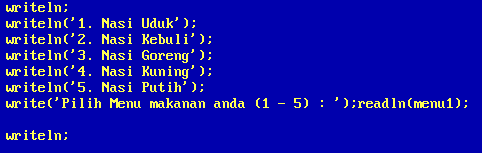 writeln;
writeln('1. Nasi Uduk');
writeln('2. Nasi Kebuli');
writeln('3. Nasi Goreng');
writeln('4. Nasi Kuning');
writeln('5. Nasi Putih');
write('Pilih Menu makanan anda (1 - 5) : ');readln(menu1);
writeln;